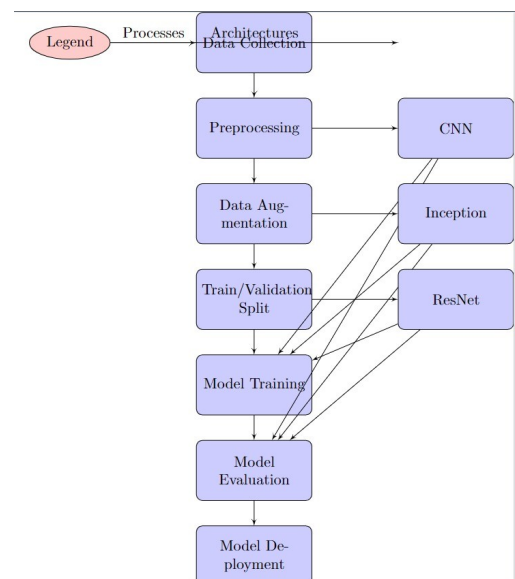 Legend
Processes
Architectures
Data Collection
Preprocessing
CNN
Data Aug-
mentation
Inception
Train/Validation
Split
ResNet
Model Training
Model
Evaluation
Model De-
ployment